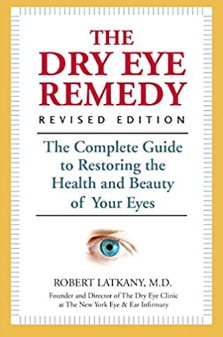 THE
DRY EYE
REMEDY
REVISED EDITION
The Complete Guide
to Restoring the
Health and Beauty
of Your Eyes
ROBERT LATKANY, M.D.
Founder and Director of The Dry Eye Clinic
at The New York Eye & Ear Infirmary